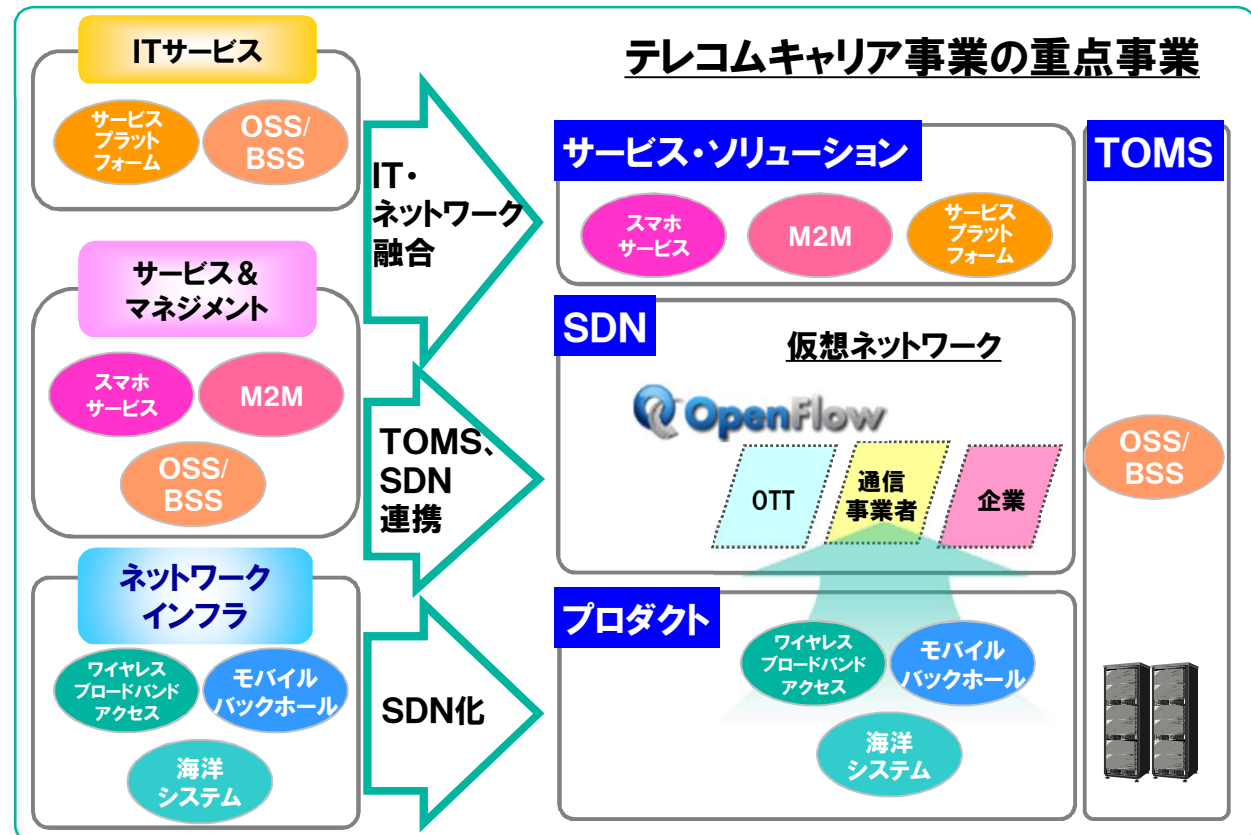 ITサービス
サービス
プラット
フォーム
OSS/
BSS
サービス＆
マネジメント
スマホ
サービス
M2M
OSS/
BSS
ネットワーク
インフラ
ワイヤレス
ブロードバンド
アクセス
モバイル
バックホール
海洋
システム
IT・
ネットワーク
融合
TOMS、
SDN
連携
SDN化
テレコムキャリア事業の重点事業
サービス・ソリューション
スマホ
サービス
M2M
サービス
プラット
フォーム
SDN
仮想ネットワーク
OpenFlow
OTT
通信
事業者
企業
プロダクト
ワイヤレス
ブロードバンド
アクセス
モバイル
バックホール
海洋
システム
TOMS
OSS/
BSS